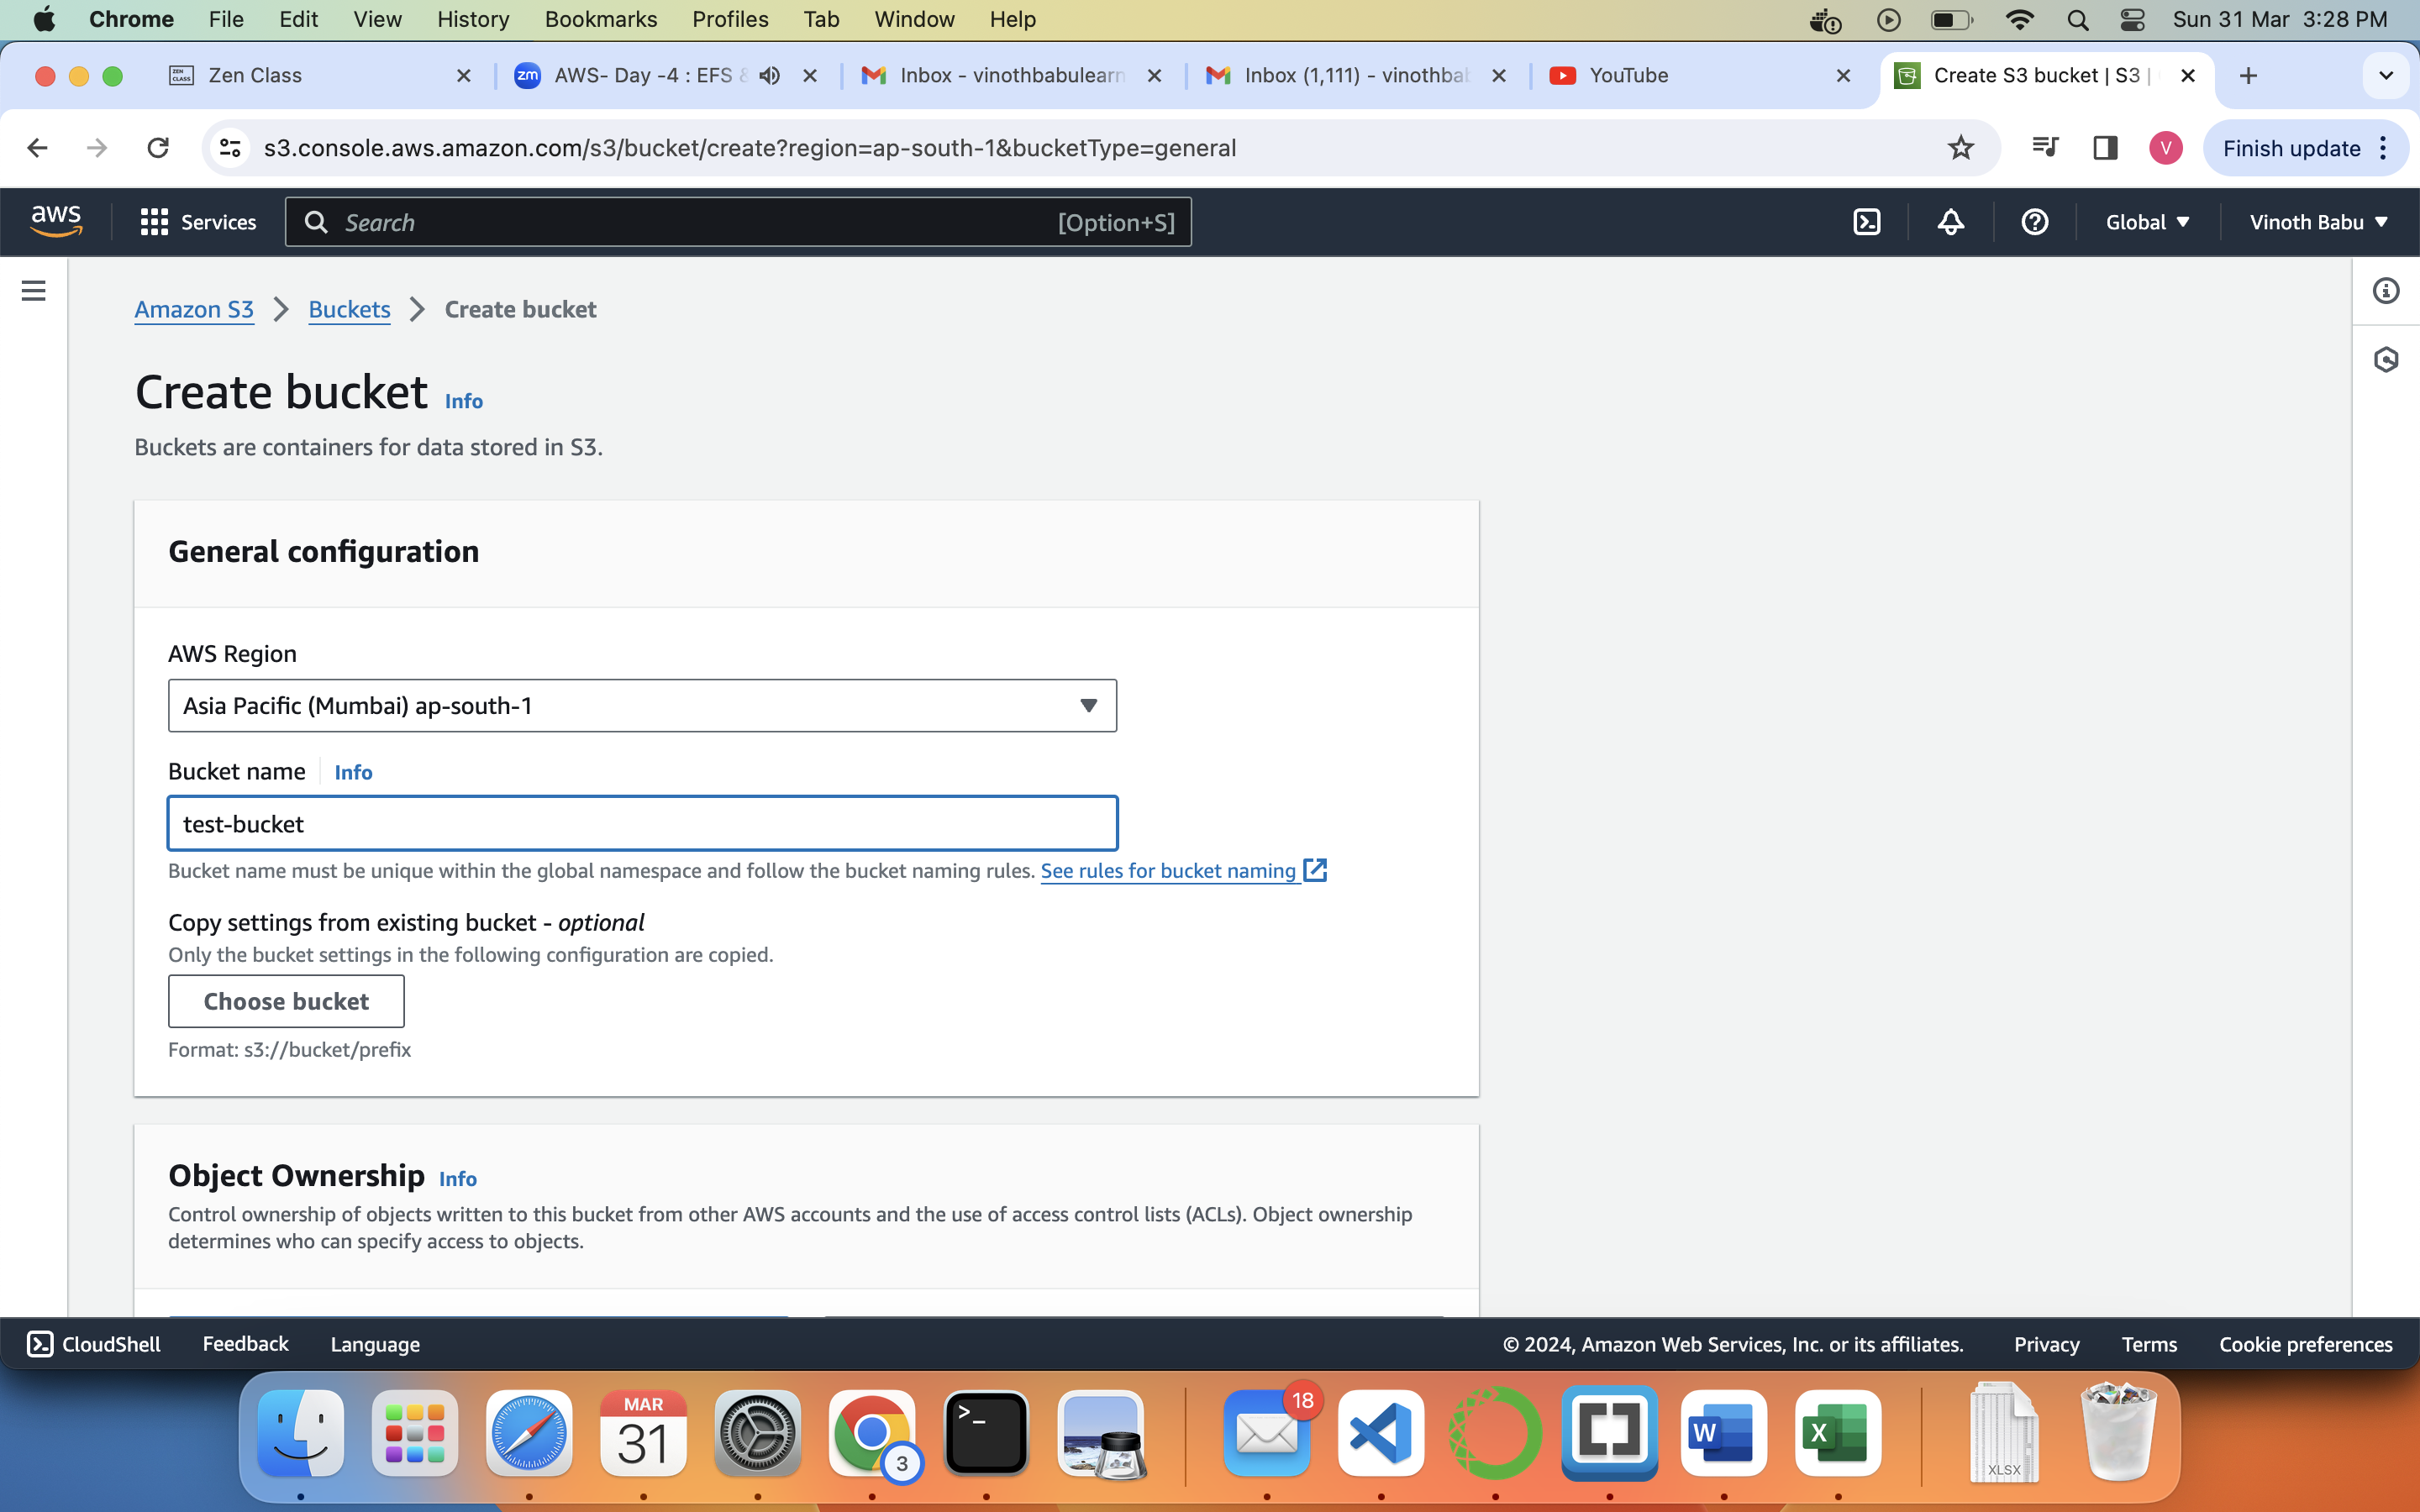 Chrome File Edit View History Bookmarks Profiles Tab Window Help Sun 31 Mar 3:28 PM
ZEN CLASS Zen Class zm AWS- Day -4 : EFS & Inbox - vinothbabulearn Inbox (1,111) - vinothbal YouTube Create S3 bucket | S3 |
s3.console.aws.amazon.com/s3/bucket/create?region=ap-south-1&bucketType=general V Finish update
aws Services Search [Option+S] Global Vinoth Babu
Amazon S3 Buckets Create bucket
Create bucket Info
Buckets are containers for data stored in S3.
General configuration
AWS Region
Asia Pacific (Mumbai) ap-south-1
Bucket name Info
test-bucket
Bucket name must be unique within the global namespace and follow the bucket naming rules. See rules for bucket naming
Copy settings from existing bucket - optional
Only the bucket settings in the following configuration are copied.
Choose bucket
Format: s3://bucket/prefix
Object Ownership Info
Control ownership of objects written to this bucket from other AWS accounts and the use of access control lists (ACLs). Object ownership
determines who can specify access to objects.
CloudShell Feedback Language © 2024, Amazon Web Services, Inc. or its affiliates. Privacy Terms Cookie preferences
MAR 18
31 3 >_ W X XLSX